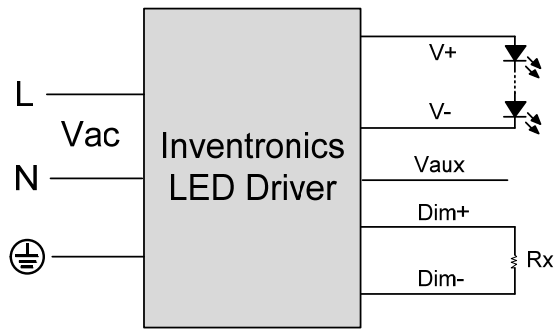 L
Vac
N
Inventronics
LED Driver
V+
V-
Vaux
Dim+
Rx
Dim-